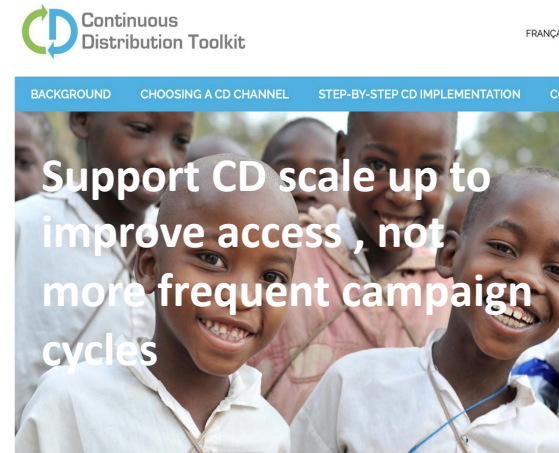 Continuous
Distribution Toolkit
FRANÇA
BACKGROUND CHOOSING A CD CHANNEL STEP-BY-STEP CD IMPLEMENTATION
Support CD scale up to
improve access , not
more frequent campaign
cycles